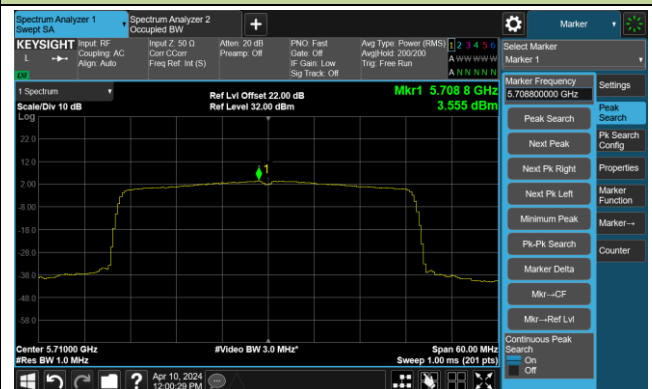 Spectrum Analyzer 1
Swept SA
Spectrum Analyzer 2
Occupied BW
+
Marker
KEYSIGHT
L
Input: RF
Coupling: AC
Align: Auto
Input Z: 50 Ω
Corr CCorr
Freq Ref: Int (S)
Atten: 20 dB
Preamp: Off
PNO: Fast
Gate: Off
IF Gain: Low
Sig Track: Off
Avg Type: Power (RMS)
Avg|Hold: 200/200
Trig: Free Run
1 2 3 4 5 6
A W W W W W
A N N N N N
Select Marker
Marker 1
1 Spectrum
Scale/Div 10 dB
Log
Ref Lvl Offset 22.00 dB
Ref Level 32.00 dBm
Mkr1 5.708 8 GHz
3.555 dBm
22.0
12.0
2.00
-8.00
-18.0
-28.0
-38.0
-48.0
-58.0
1
Center 5.71000 GHz
#Res BW 1.0 MHz
#Video BW 3.0 MHz*
Span 60.00 MHz
Sweep 1.00 ms (201 pts)
Marker Frequency
5.708800000 GHz
Peak Search
Next Peak
Next Pk Right
Next Pk Left
Minimum Peak
Pk-Pk Search
Marker Delta
Mkr→CF
Mkr→Ref Lvl
Continuous Peak
Search
On
Off
Settings
Peak
Search
Pk Search
Config
Properties
Marker
Function
Marker→
Counter
?
Apr 10, 2024
12:00:29 PM